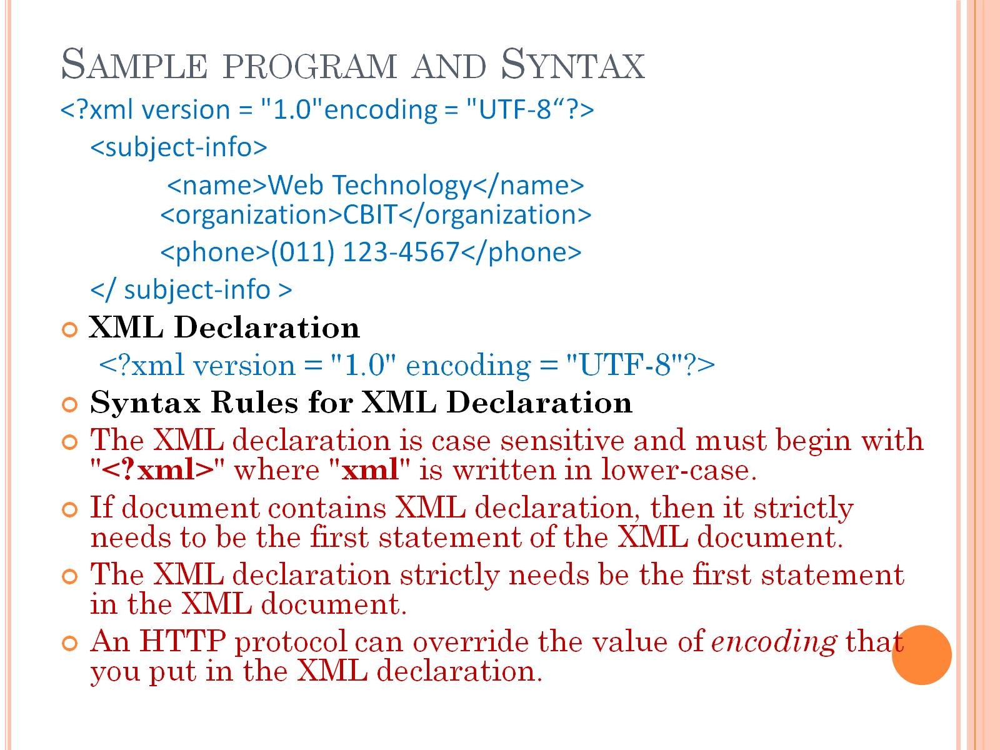 SAMPLE PROGRAM AND SYNTAX
<?xml version = "1.0"encoding = "UTF-8“?>
<subject-info>
<name>Web Technology</name>
<organization>CBIT</organization>
<phone>(011) 123-4567</phone>
</ subject-info >
XML Declaration
<?xml version = "1.0" encoding = "UTF-8"?>
Syntax Rules for XML Declaration
The XML declaration is case sensitive and must begin with
"<?xml>" where "xml" is written in lower-case.
If document contains XML declaration, then it strictly
needs to be the first statement of the XML document.
The XML declaration strictly needs be the first statement
in the XML document.
An HTTP protocol can override the value of encoding that
you put in the XML declaration.